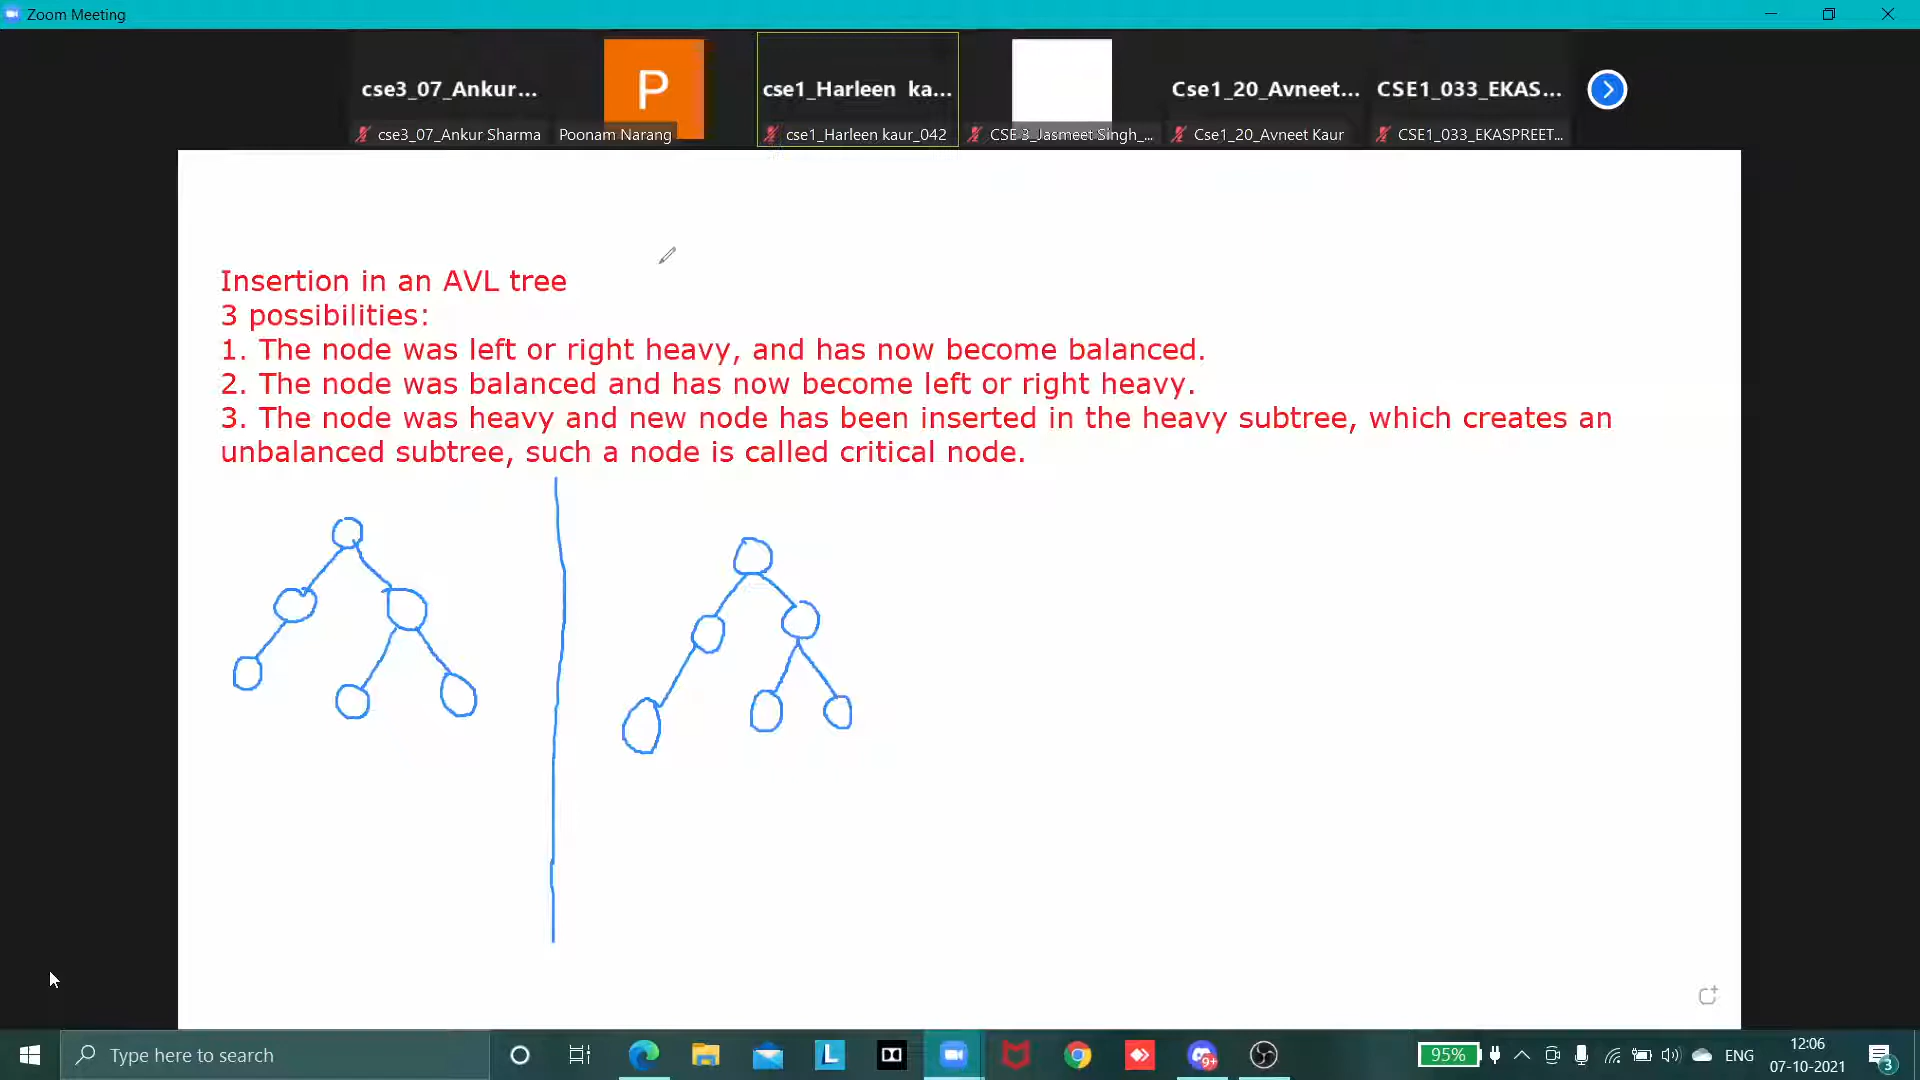 Zoom Meeting
cse3_07_Ankur... P cse1_Harleen ka... Cse1_20_Avneet... CSE1_033_EKAS...
cse3_07_Ankur Sharma Poonam Narang cse1_Harleen kaur_042 CSE 3_Jasmeet Singh_... Cse1_20_Avneet Kaur CSE1_033_EKASPREET...
Insertion in an AVL tree
3 possibilities:
1. The node was left or right heavy, and has now become balanced.
2. The node was balanced and has now become left or right heavy.
3. The node was heavy and new node has been inserted in the heavy subtree, which creates an
unbalanced subtree, such a node is called critical node.
Type here to search L 9+ 95% ENG 12:06
07-10-2021 3